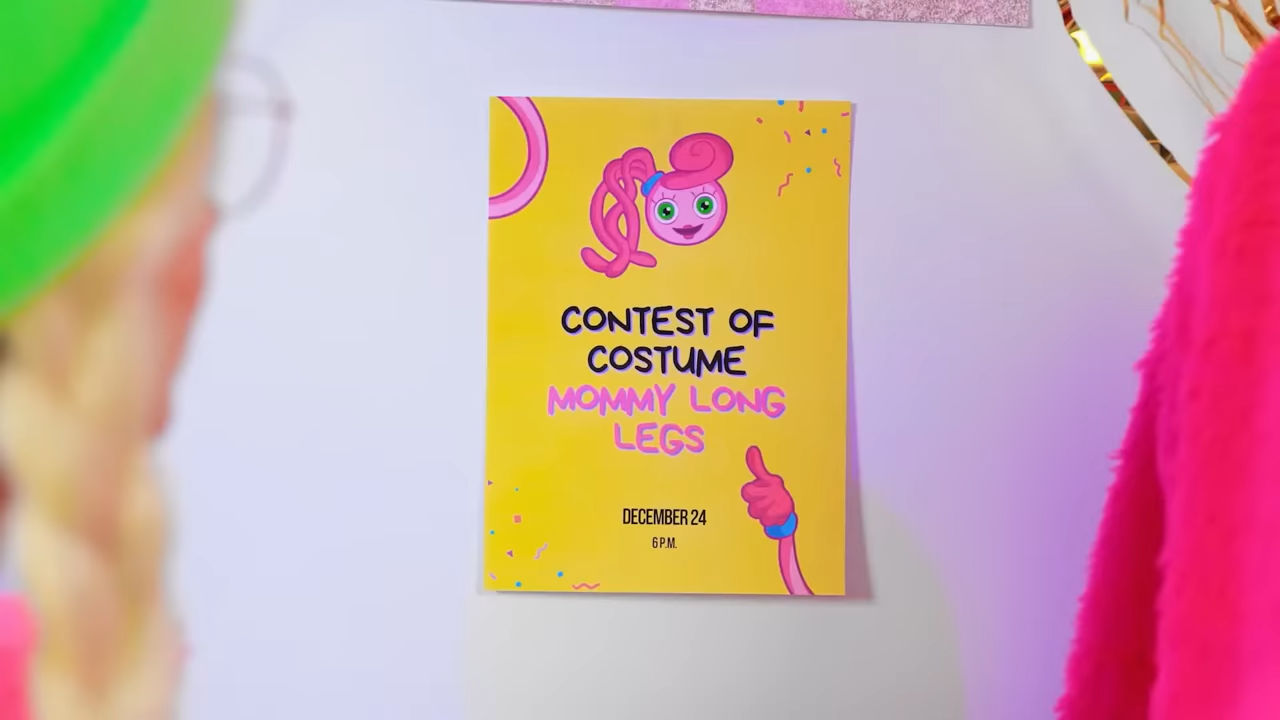 CONTEST OF
COSTUME
MOMMY LONG
LEGS
DECEMBER 24
6 P.M.